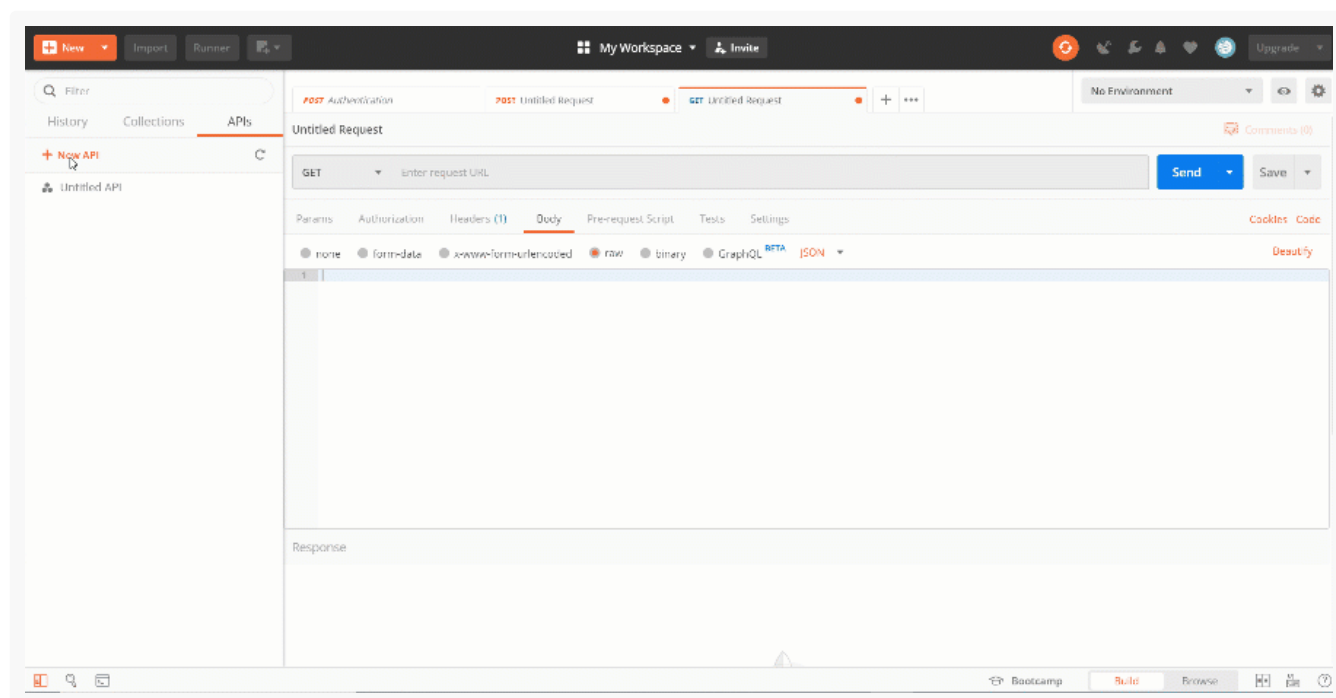 New Import Runner My Workspace Invite Upgrade
Filter
History Collections APIs
New API
Untitled API
POST Authentication POST Untitled Request GET Untitled Request No Environment
Untitled Request Comments (0)
GET Enter request URL Send Save
Params Authorization Headers (1) Body Pre-request Script Tests Settings Cookies Code
none form-data x-www-form-urlencoded raw binary GraphQL BETA JSON Beautify
1
Response
Bootcamp Build Browse